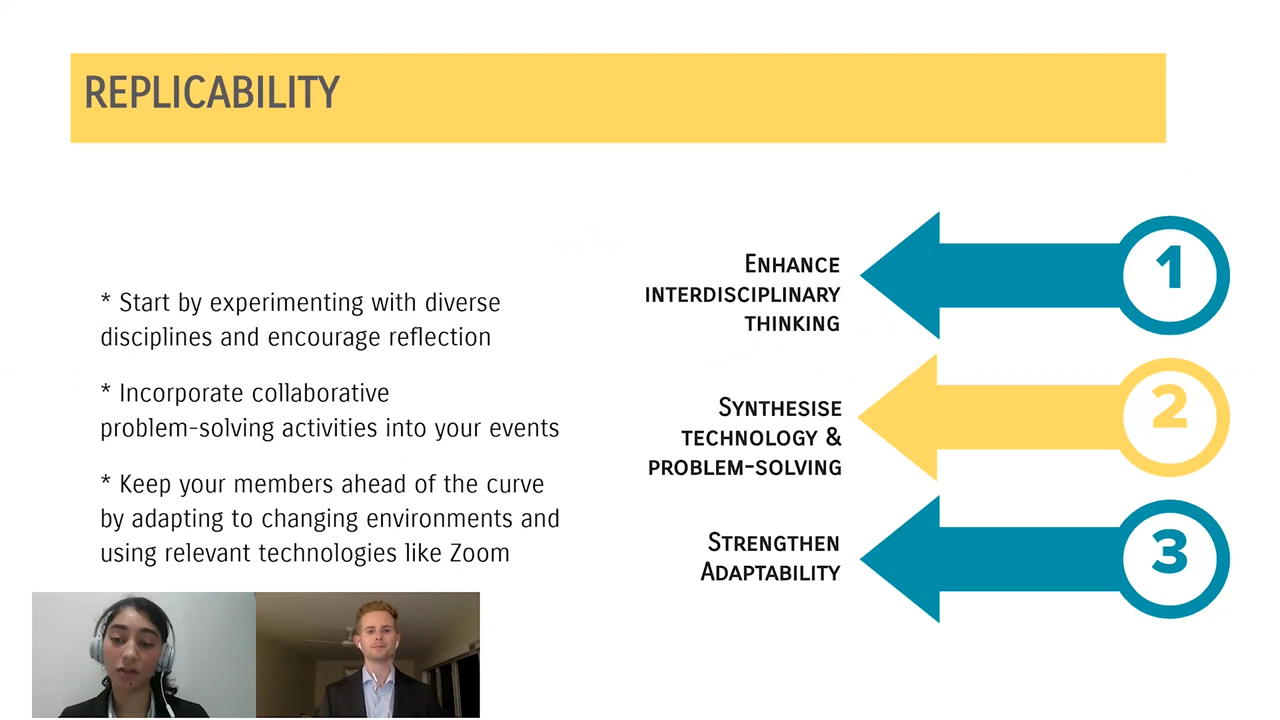 REPLICABILITY
* Start by experimenting with diverse
disciplines and encourage reflection
* Incorporate collaborative
problem-solving activities into your events
* Keep your members ahead of the curve
by adapting to changing environments and
using relevant technologies like Zoom
ENHANCE
INTERDISCIPLINARY
THINKING
1
SYNTHESISE
TECHNOLOGY &
PROBLEM-SOLVING
2
STRENGTHEN
ADAPTABILITY
3